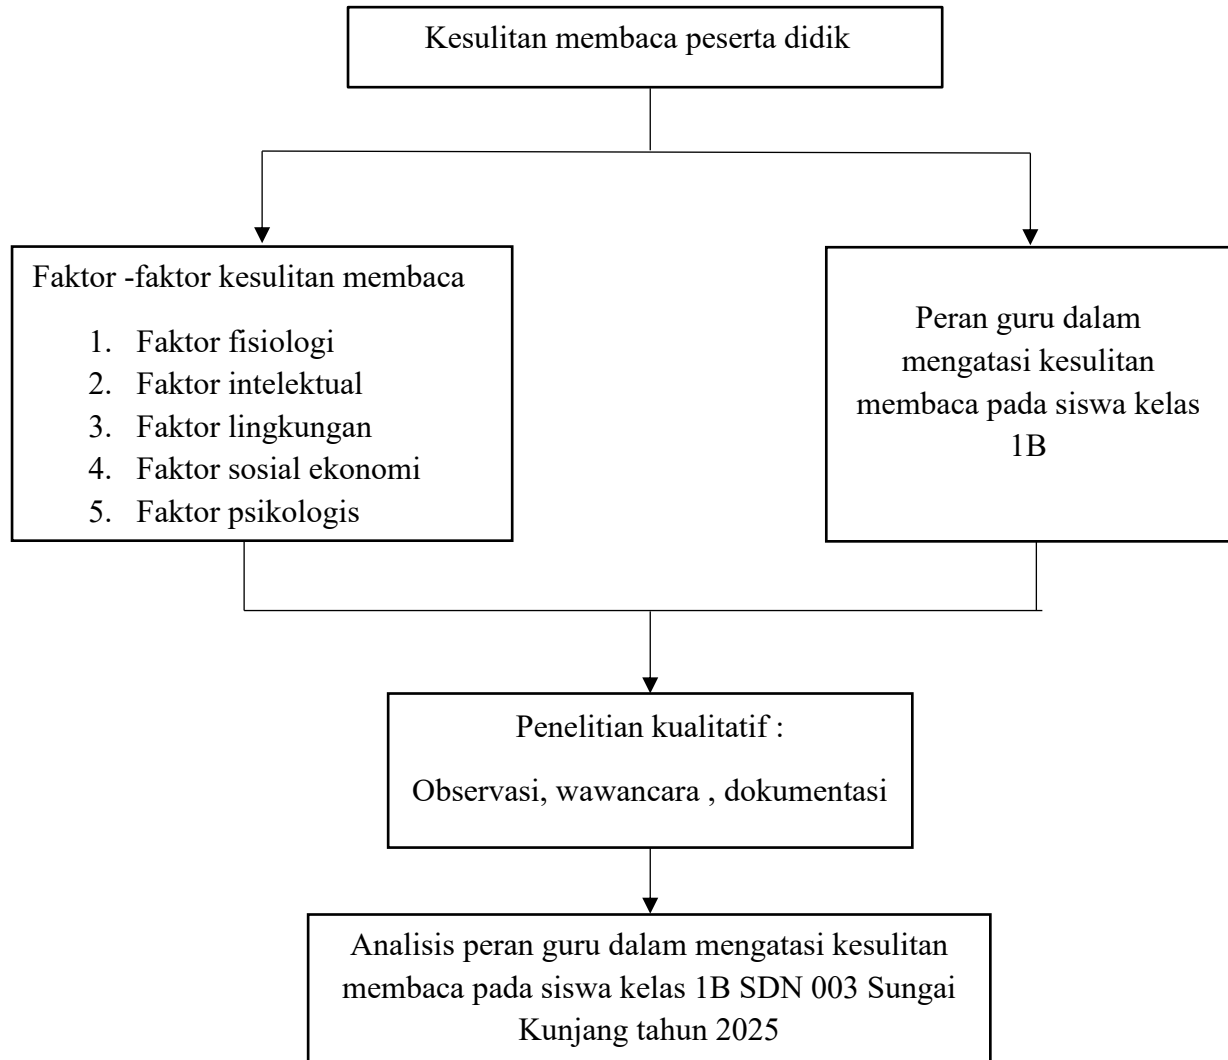 Kesulitan membaca peserta didik
Faktor -faktor kesulitan membaca
1. Faktor fisiologi
2. Faktor intelektual
3. Faktor lingkungan
4. Faktor sosial ekonomi
5. Faktor psikologis
Peran guru dalam
mengatasi kesulitan
membaca pada siswa kelas
1B
Penelitian kualitatif :
Observasi, wawancara , dokumentasi
Analisis peran guru dalam mengatasi kesulitan
membaca pada siswa kelas 1B SDN 003 Sungai
Kunjang tahun 2025